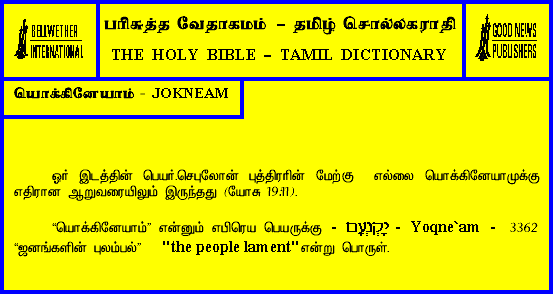 BELLWETHER
INTERNATIONAL
பரிசுத்த வேதாகமம் – தமிழ் சொல்லகராதி
THE HOLY BIBLE – TAMIL DICTIONARY
GOOD NEWS
PUBLISHERS
யொக்கினேயாம் - JOKNEAM
ஓர் இடத்தின் பெயர்.செபுலோன் புத்திரரின் மேற்கு எல்லை யொக்கினேயாமுக்கு
எதிரான ஆறுவரையிலும் இருந்தது (யோசு 19:11).
“யொக்கினேயாம்” என்னும் எபிரெய பெயருக்கு - יָקְנְעָם - Yoqne`am - 3362
“ஜனங்களின் புலம்பல்” "the people lament" என்று பொருள்.